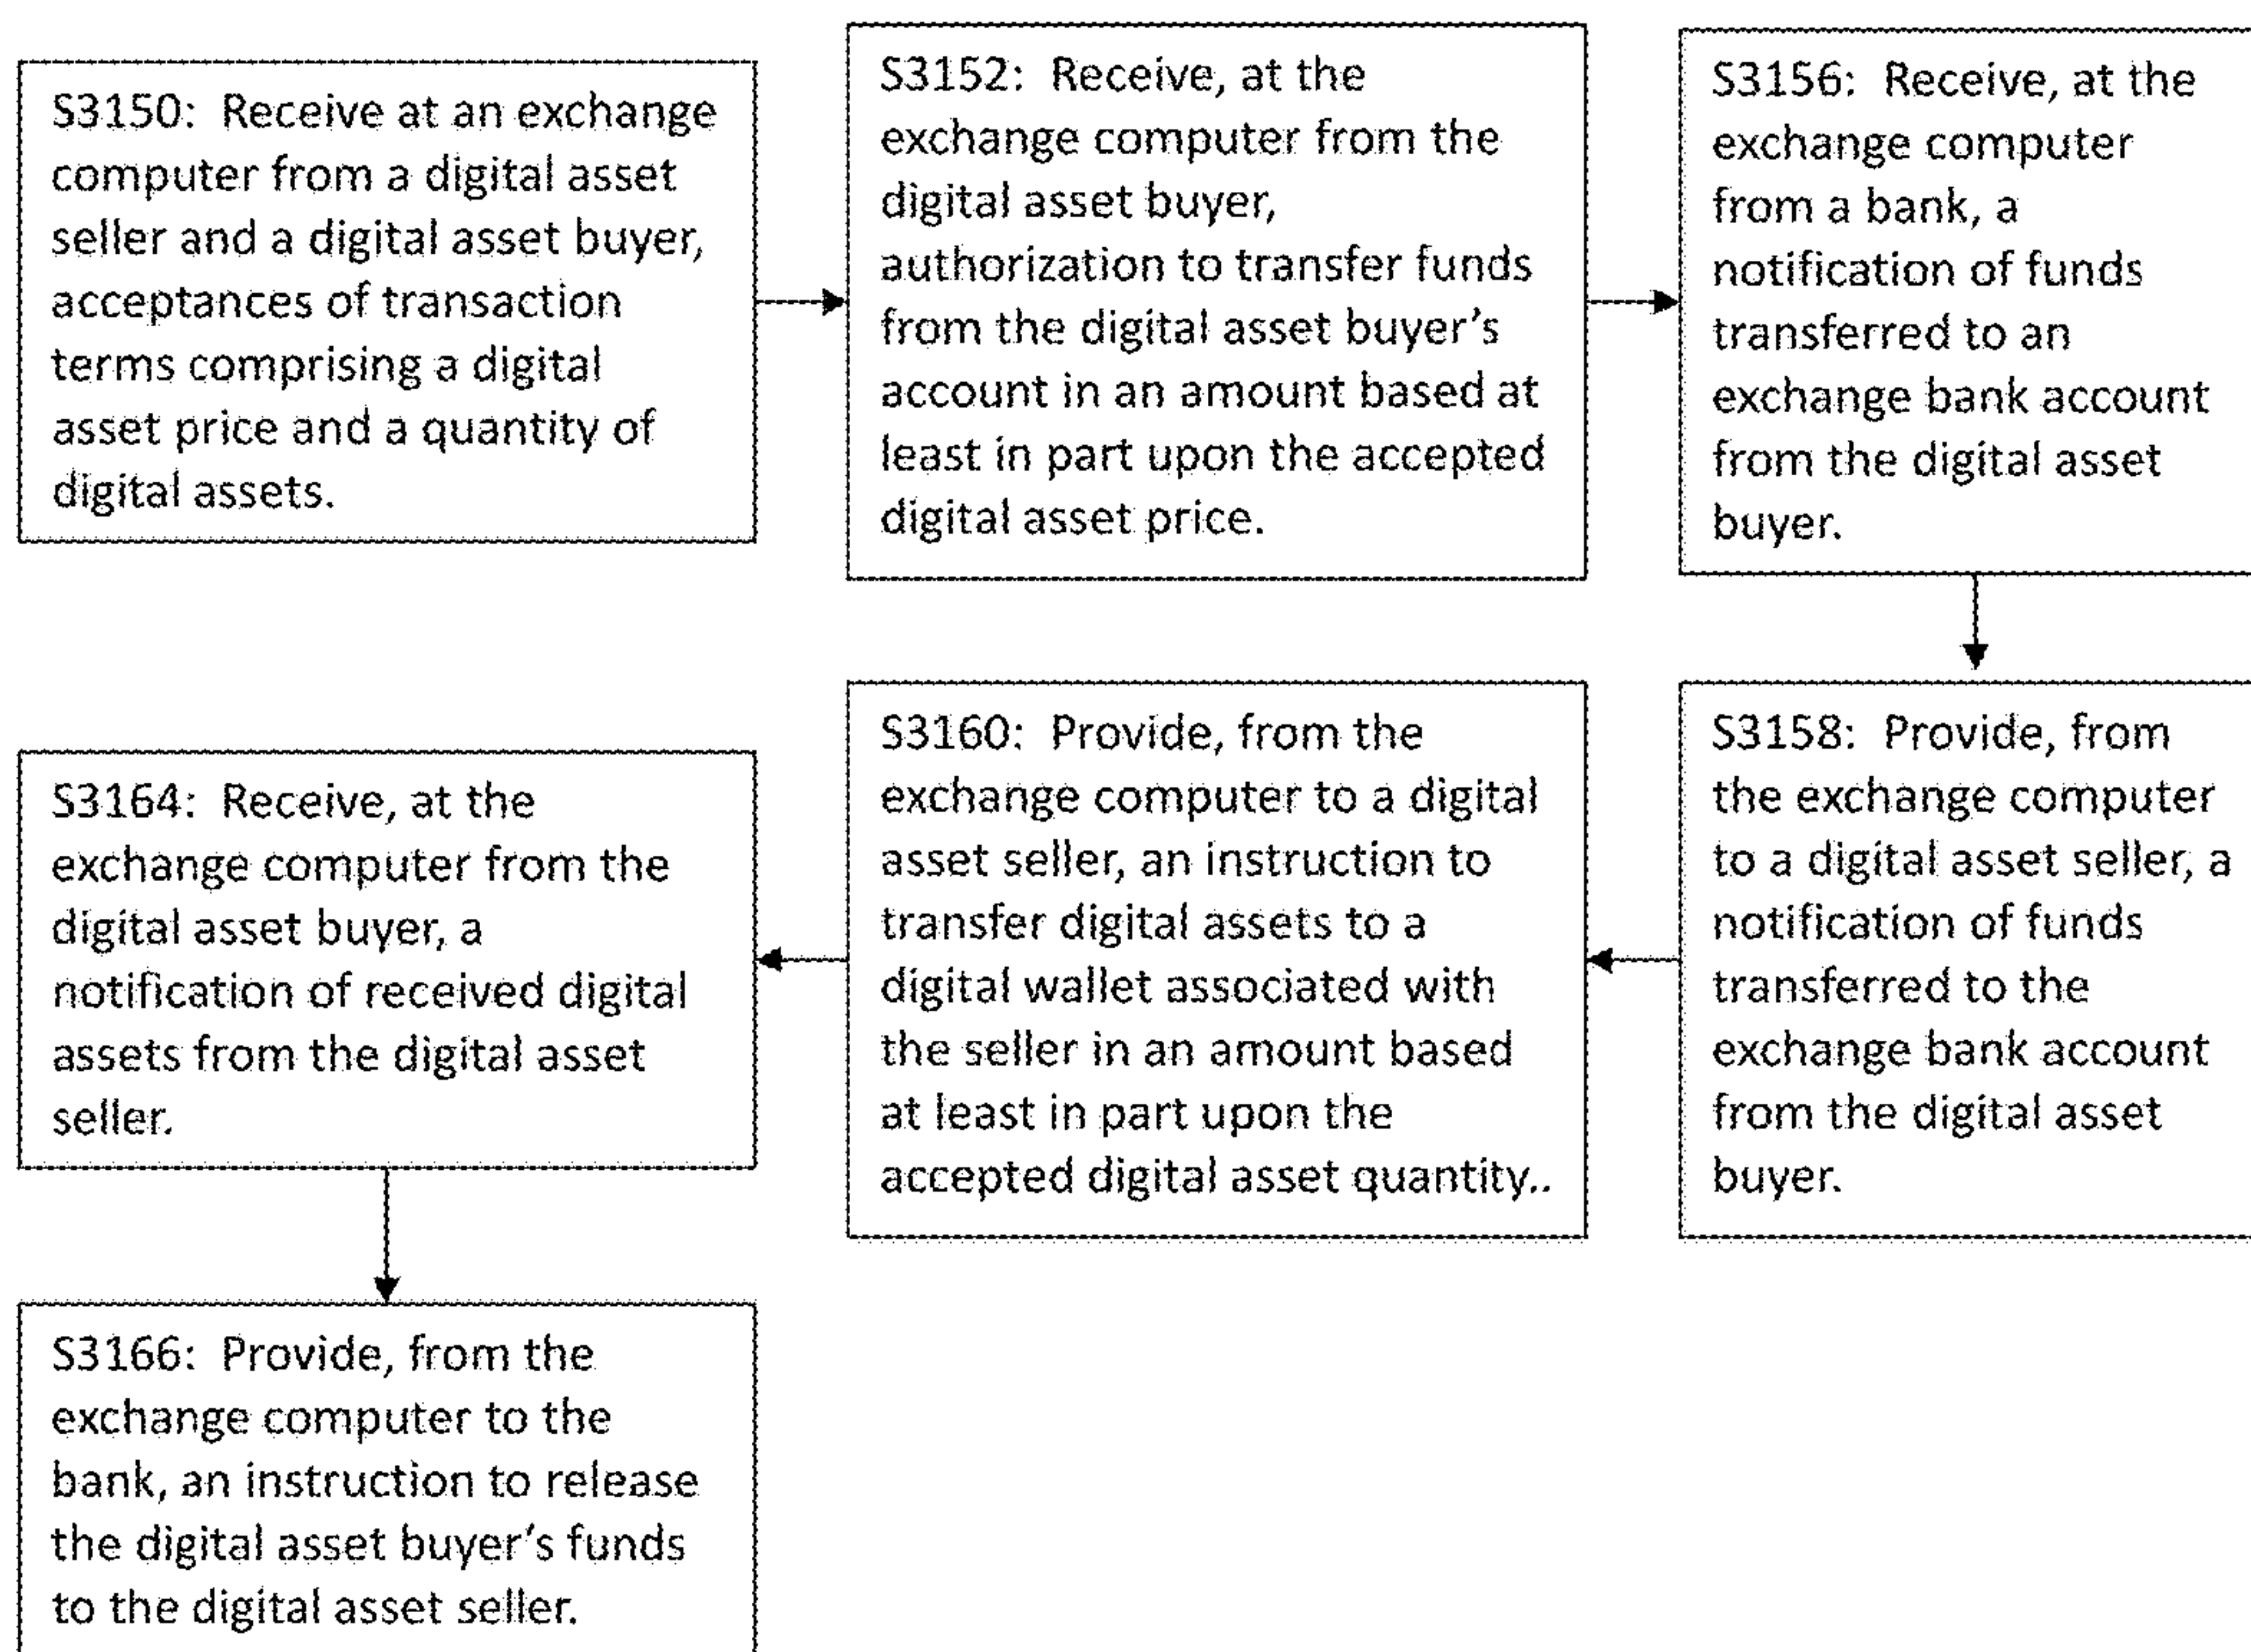 S3150: Receive at an exchange
computer from a digital asset
seller and a digital asset buyer,
acceptances of transaction
terms comprising a digital
asset price and a quantity of
digital assets.
S3152: Receive, at the
exchange computer from the
digital asset buyer,
authorization to transfer funds
from the digital asset buyer's
account in an amount based at
least in part upon the accepted
digital asset price.
S3156: Receive, at the
exchange computer
from a bank, a
notification of funds
transferred to an
exchange bank account
from the digital asset
buyer.
S3158: Provide, from
the exchange computer
to a digital asset seller, a
notification of funds
transferred to the
exchange bank account
from the digital asset
buyer.
S3160: Provide, from the
exchange computer to a digital
asset seller, an instruction to
transfer digital assets to a
digital wallet associated with
the seller in an amount based
at least in part upon the
accepted digital asset quantity..
S3164: Receive, at the
exchange computer from the
digital asset buyer, a
notification of received digital
assets from the digital asset
seller.
S3166: Provide, from the
exchange computer to the
bank, an instruction to release
the digital asset buyer's funds
to the digital asset seller.